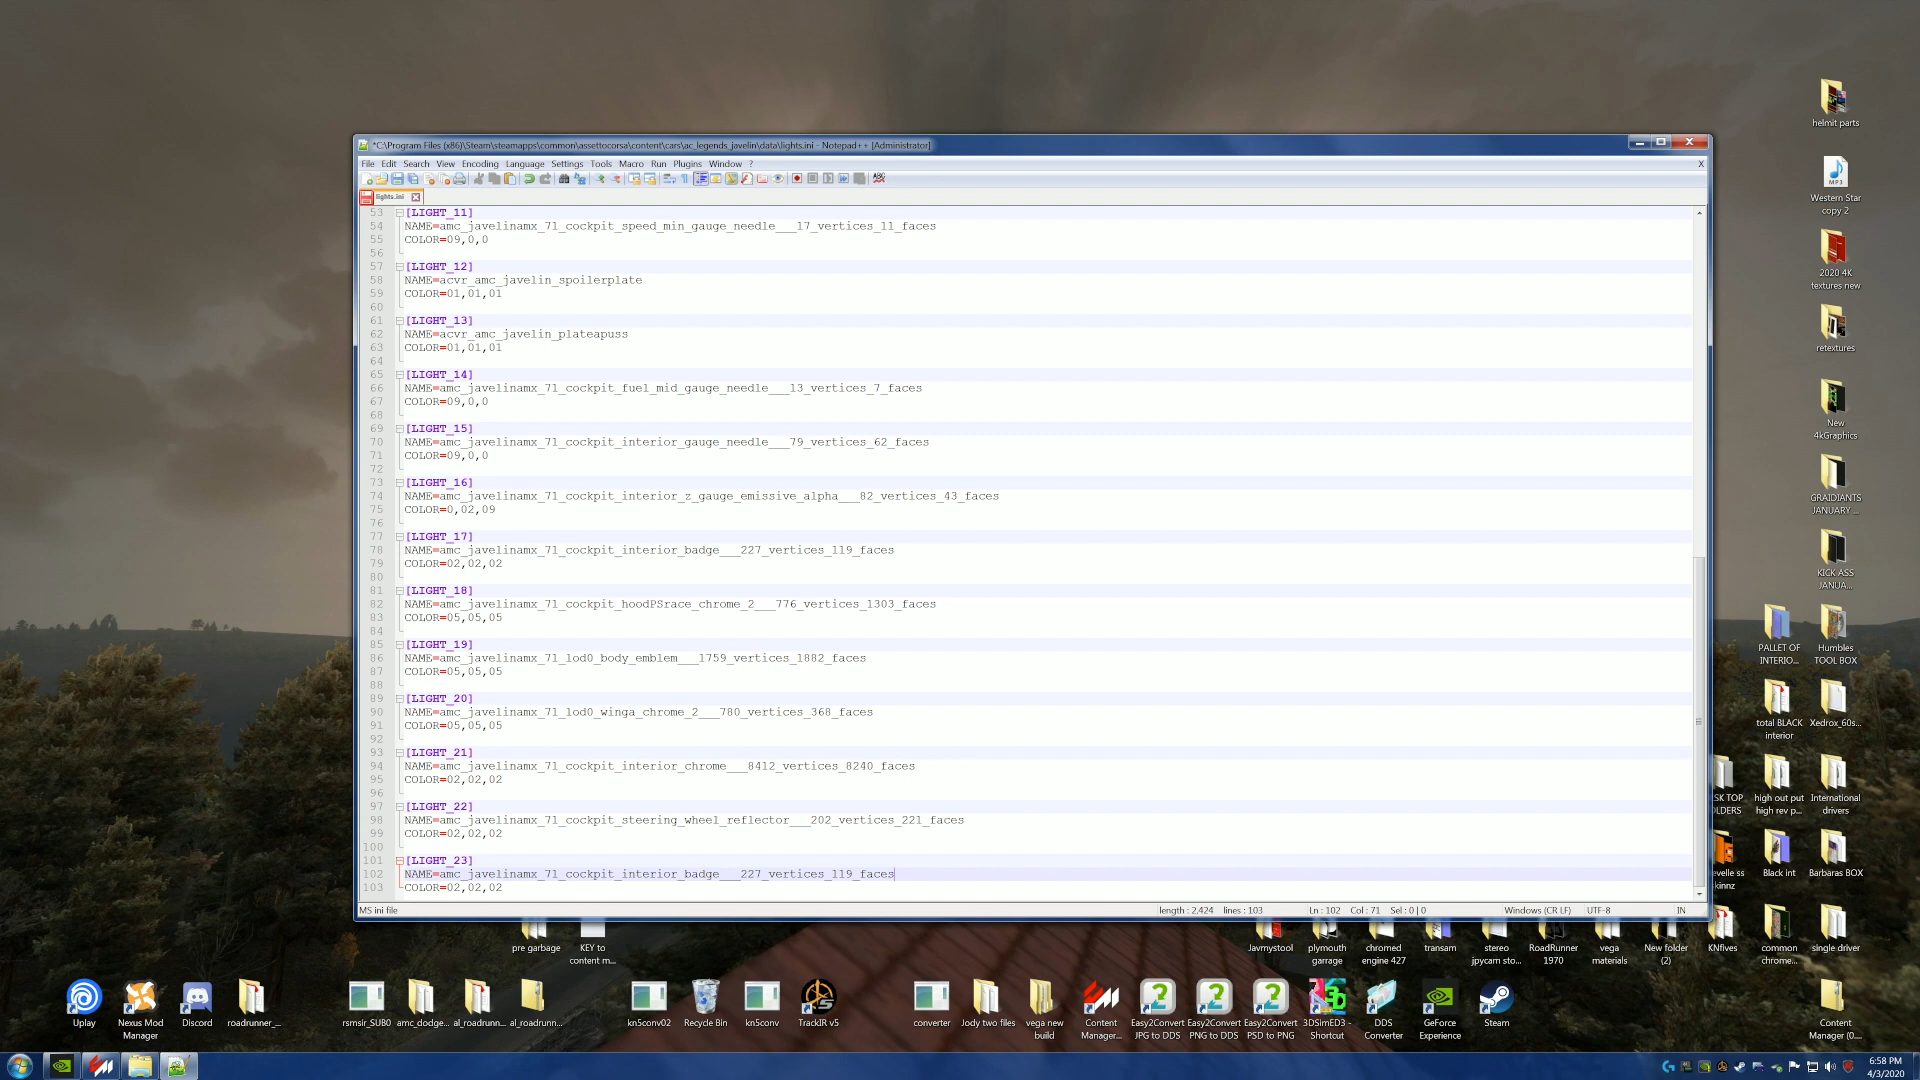 helmit parts
*C:\Program Files (x86)\Steam\steamapps\common\assettocorsa\content\cars\ac_legends_javelin\data\lights.ini - Notepad++ [Administrator]
File Edit Search View Encoding Language Settings Tools Macro Run Plugins Window ? X
lights.ini
53 [LIGHT_11]
54 NAME=amc_javelinamx_71_cockpit_speed_min_gauge_needle___17_vertices_11_faces
55 COLOR=09,0,0
56
57 [LIGHT_12]
58 NAME=acvr_amc_javelin_spoilerplate
59 COLOR=01,01,01
60
61 [LIGHT_13]
62 NAME=acvr_amc_javelin_plateapuss
63 COLOR=01,01,01
64
65 [LIGHT_14]
66 NAME=amc_javelinamx_71_cockpit_fuel_mid_gauge_needle___13_vertices_7_faces
67 COLOR=09,0,0
68
69 [LIGHT_15]
70 NAME=amc_javelinamx_71_cockpit_interior_gauge_needle___79_vertices_62_faces
71 COLOR=09,0,0
72
73 [LIGHT_16]
74 NAME=amc_javelinamx_71_cockpit_interior_z_gauge_emissive_alpha___82_vertices_43_faces
75 COLOR=0,02,09
76
77 [LIGHT_17]
78 NAME=amc_javelinamx_71_cockpit_interior_badge___227_vertices_119_faces
79 COLOR=02,02,02
80
81 [LIGHT_18]
82 NAME=amc_javelinamx_71_cockpit_hoodPSrace_chrome_2___776_vertices_1303_faces
83 COLOR=05,05,05
84
85 [LIGHT_19]
86 NAME=amc_javelinamx_71_lod0_body_emblem___1759_vertices_1882_faces
87 COLOR=05,05,05
88
89 [LIGHT_20]
90 NAME=amc_javelinamx_71_lod0_winga_chrome_2___780_vertices_368_faces
91 COLOR=05,05,05
92
93 [LIGHT_21]
94 NAME=amc_javelinamx_71_cockpit_interior_chrome___8412_vertices_8240_faces
95 COLOR=02,02,02
96
97 [LIGHT_22]
98 NAME=amc_javelinamx_71_cockpit_steering_wheel_reflector___202_vertices_221_faces
99 COLOR=02,02,02
100
101 [LIGHT_23]
102 NAME=amc_javelinamx_71_cockpit_interior_badge___227_vertices_119_faces
103 COLOR=02,02,02
MS ini file length : 2,424 lines : 103 Ln : 102 Col : 71 Sel : 0 | 0 Windows (CR LF) UTF-8 IN
MP3
Western Star
copy 2
2020 4K
textures new
retextures
New
4kGraphics
GRAIDIANTS
JANUARY ...
KICK ASS
JANUA...
PALLET OF
INTERIO...
Humbles
TOOL BOX
total BLACK
interior
Xedrox_60s...
high out put
high rev p...
International
drivers
Black int
Barbaras BOX
pre garbage
KEY to
content m...
Javmystool
plymouth
garrage
chromed
engine 427
transam
stereo
jpycam sto...
RoadRunner
1970
vega
materials
New folder
(2)
KNfives
common
chrome...
single driver
Uplay
Nexus Mod
Manager
Discord
roadrunner_...
rsmsir_SUB0
amc_dodge...
al_roadrunn...
al_roadrunn...
kn5conv02
Recycle Bin
kn5conv
TrackIR v5
converter
Jody two files
vega new
build
Content
Manager...
Easy2Convert
JPG to DDS
Easy2Convert
PNG to DDS
Easy2Convert
PSD to PNG
3DSimED3 -
Shortcut
DDS
Converter
GeForce
Experience
Steam
Content
Manager (0....
6:58 PM
4/3/2020